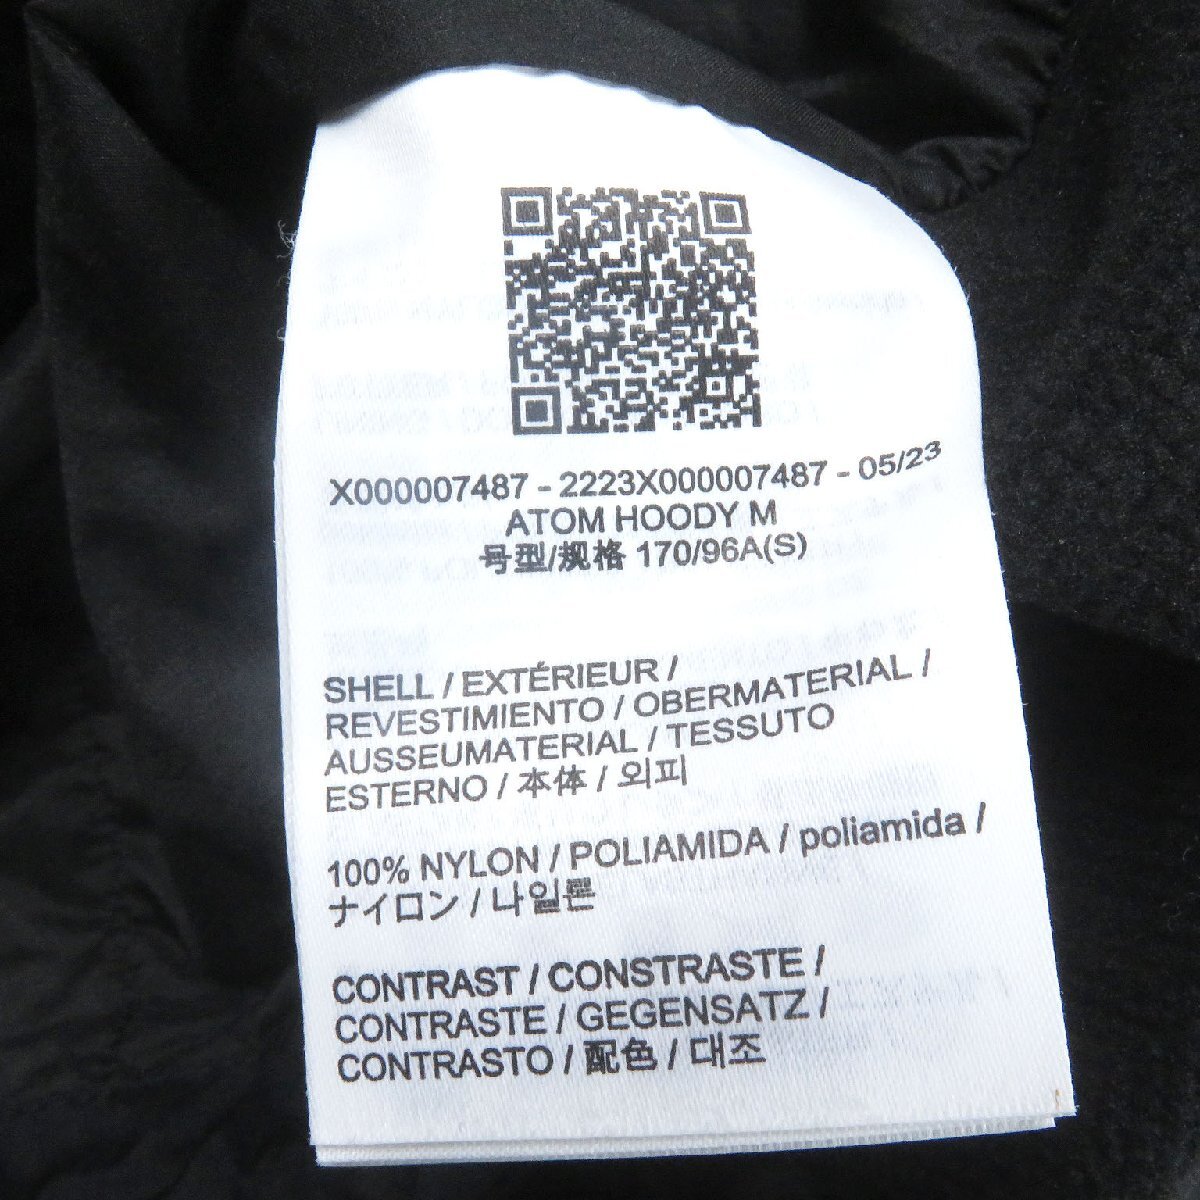 X000007487 - 2223X000007487 - 05/23
ATOM HOODY M
号型/规格 170/96A(S)
SHELL / EXTÉRIEUR /
REVESTIMIENTO / OBERMATERIAL /
AUSSEUMATERIAL / TESSUTO
ESTERNO / 本体 / 외피
100% NYLON / POLIAMIDA / poliamida /
ナイロン / 나일론
CONTRAST / CONSTRASTE /
CONTRASTE / GEGENSATZ /
CONTRASTO / 配色 / 대조